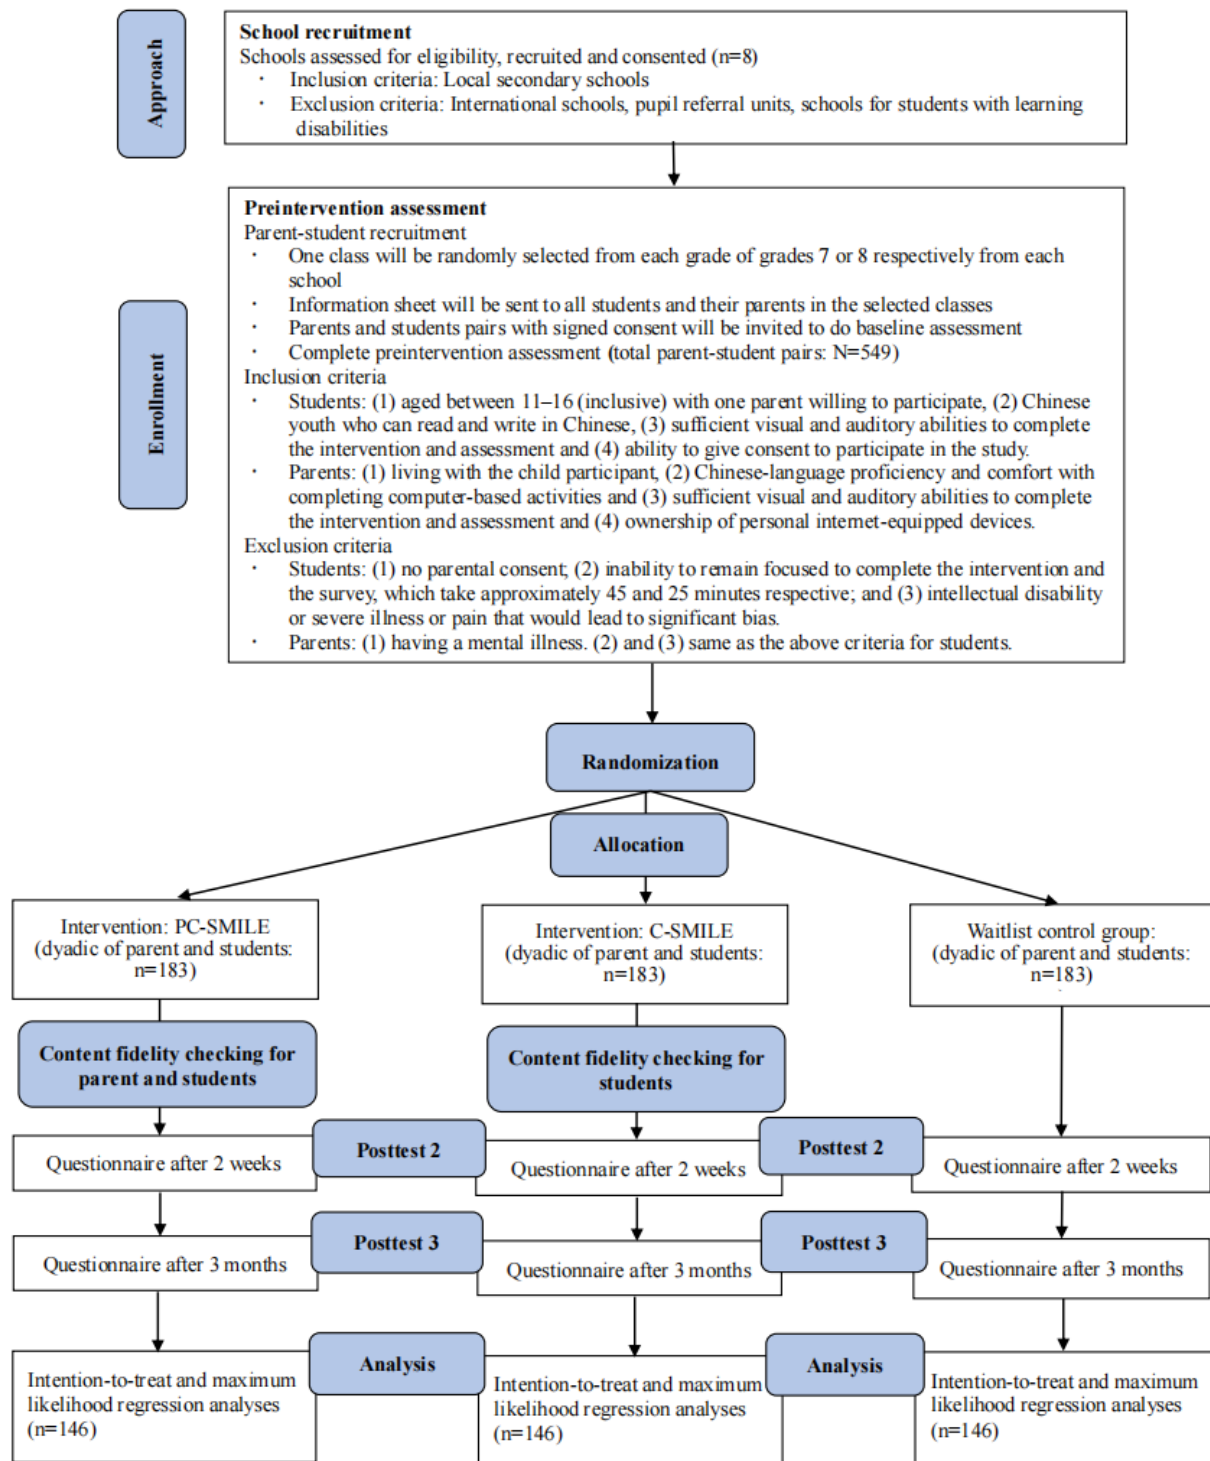 Approach
School recruitment
Schools assessed for eligibility, recruited and consented (n=8)
· Inclusion criteria: Local secondary schools
· Exclusion criteria: International schools, pupil referral units, schools for students with learning
disabilities
Enrollment
Preintervention assessment
Parent-student recruitment
· One class will be randomly selected from each grade of grades 7 or 8 respectively from each
school
· Information sheet will be sent to all students and their parents in the selected classes
· Parents and students pairs with signed consent will be invited to do baseline assessment
· Complete preintervention assessment (total parent-student pairs: N=549)
Inclusion criteria
· Students: (1) aged between 11–16 (inclusive) with one parent willing to participate, (2) Chinese
youth who can read and write in Chinese, (3) sufficient visual and auditory abilities to complete
the intervention and assessment and (4) ability to give consent to participate in the study.
· Parents: (1) living with the child participant, (2) Chinese-language proficiency and comfort with
completing computer-based activities and (3) sufficient visual and auditory abilities to complete
the intervention and assessment and (4) ownership of personal internet-equipped devices.
Exclusion criteria
· Students: (1) no parental consent; (2) inability to remain focused to complete the intervention and
the survey, which take approximately 45 and 25 minutes respective; and (3) intellectual disability
or severe illness or pain that would lead to significant bias.
· Parents: (1) having a mental illness. (2) and (3) same as the above criteria for students.
Randomization
Allocation
Intervention: PC-SMILE
(dyadic of parent and students:
n=183)
Intervention: C-SMILE
(dyadic of parent and students:
n=183)
Waitlist control group:
(dyadic of parent and students:
n=183)
Content fidelity checking for
parent and students
Content fidelity checking for
students
Questionnaire after 2 weeks
Posttest 2
Questionnaire after 2 weeks
Posttest 2
Questionnaire after 2 weeks
Questionnaire after 3 months
Posttest 3
Questionnaire after 3 months
Posttest 3
Questionnaire after 3 months
Intention-to-treat and maximum
likelihood regression analyses
(n=146)
Analysis
Intention-to-treat and maximum
likelihood regression analyses
(n=146)
Analysis
Intention-to-treat and maximum
likelihood regression analyses
(n=146)